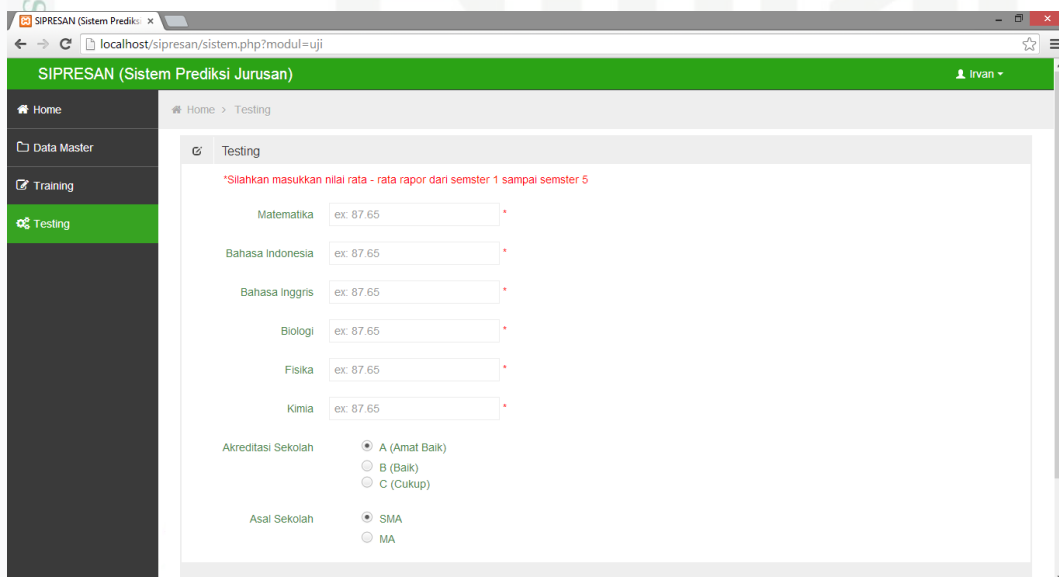 SIPRESAN (Sistem Prediksi
localhost/sipresan/sistem.php?modul=uji
SIPRESAN (Sistem Prediksi Jurusan)
Irvan
Home
Data Master
Training
Testing
Home > Testing
Testing
*Silahkan masukkan nilai rata - rata rapor dari semster 1 sampai semster 5
Matematika ex: 87.65 *
Bahasa Indonesia ex: 87.65 *
Bahasa Inggris ex: 87.65 *
Biologi ex: 87.65 *
Fisika ex: 87.65 *
Kimia ex: 87.65 *
Akreditasi Sekolah A (Amat Baik)
B (Baik)
C (Cukup)
Asal Sekolah SMA
MA